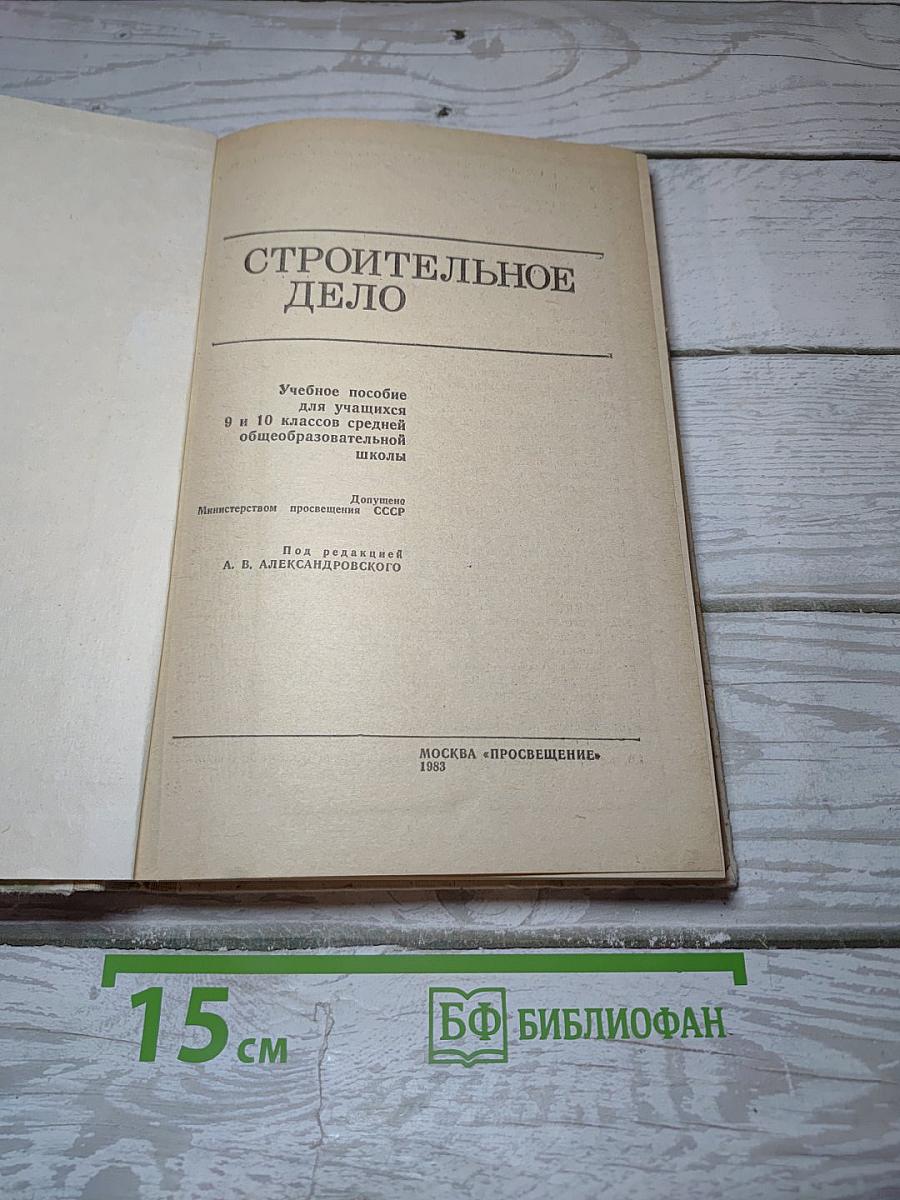 СТРОИТЕЛЬНОЕ
ДЕЛО
Учебное пособие
для учащихся
9 и 10 классов средней
общеобразовательной
школы
Допущено
Министерством просвещения СССР
Под редакцией
А. В. АЛЕКСАНДРОВСКОГО
МОСКВА «ПРОСВЕЩЕНИЕ»
1983
15 см
БФ БИБЛИОФАН